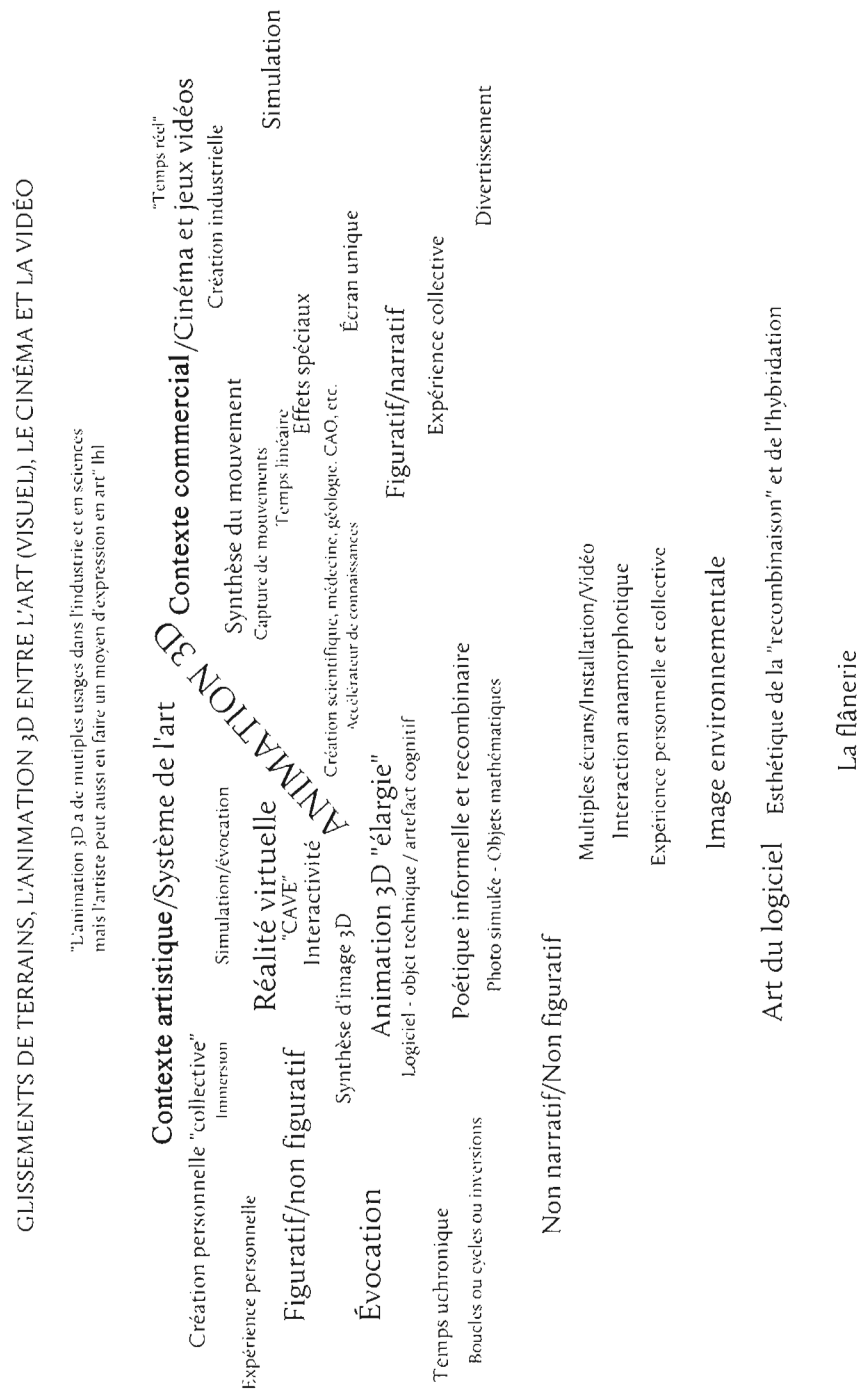 GLISSEMENTS DE TERRAINS, L'ANIMATION 3D ENTRE L'ART (VISUEL), LE CINÉMA ET LA VIDÉO
"L'animation 3D a de mutiples usages dans l'industrie et en sciences
mais l'artiste peut aussi en faire un moyen d'expression en art" lhl
"Temps réel"
Contexte artistique/Système de l'art
ANIMATION 3D
Contexte commercial/Cinéma et jeux vidéos
Création personnelle "collective"
Création industrielle
Immersion
Simulation/évocation
Synthèse du mouvement
Expérience personnelle
Réalité virtuelle
Capture de mouvements
Simulation
"CAVE"
Temps linéaire
Figuratif/non figuratif
Interactivité
Effets spéciaux
Création scientifique, médecine, géologie, CAO, etc.
Synthèse d'image 3D
Accélérateur de connaissances
Écran unique
Évocation
Animation 3D "élargie"
Figuratif/narratif
Logiciel - objet technique / artefact cognitif
Temps uchronique
Expérience collective
Poétique informelle et recombinaire
Boucles ou cycles ou inversions
Divertissement
Photo simulée - Objets mathématiques
Non narratif/Non figuratif
Multiples écrans/Installation/Vidéo
Interaction anamorphotique
Expérience personnelle et collective
Image environnementale
Art du logiciel
Esthétique de la "recombinaison" et de l'hybridation
La flânerie